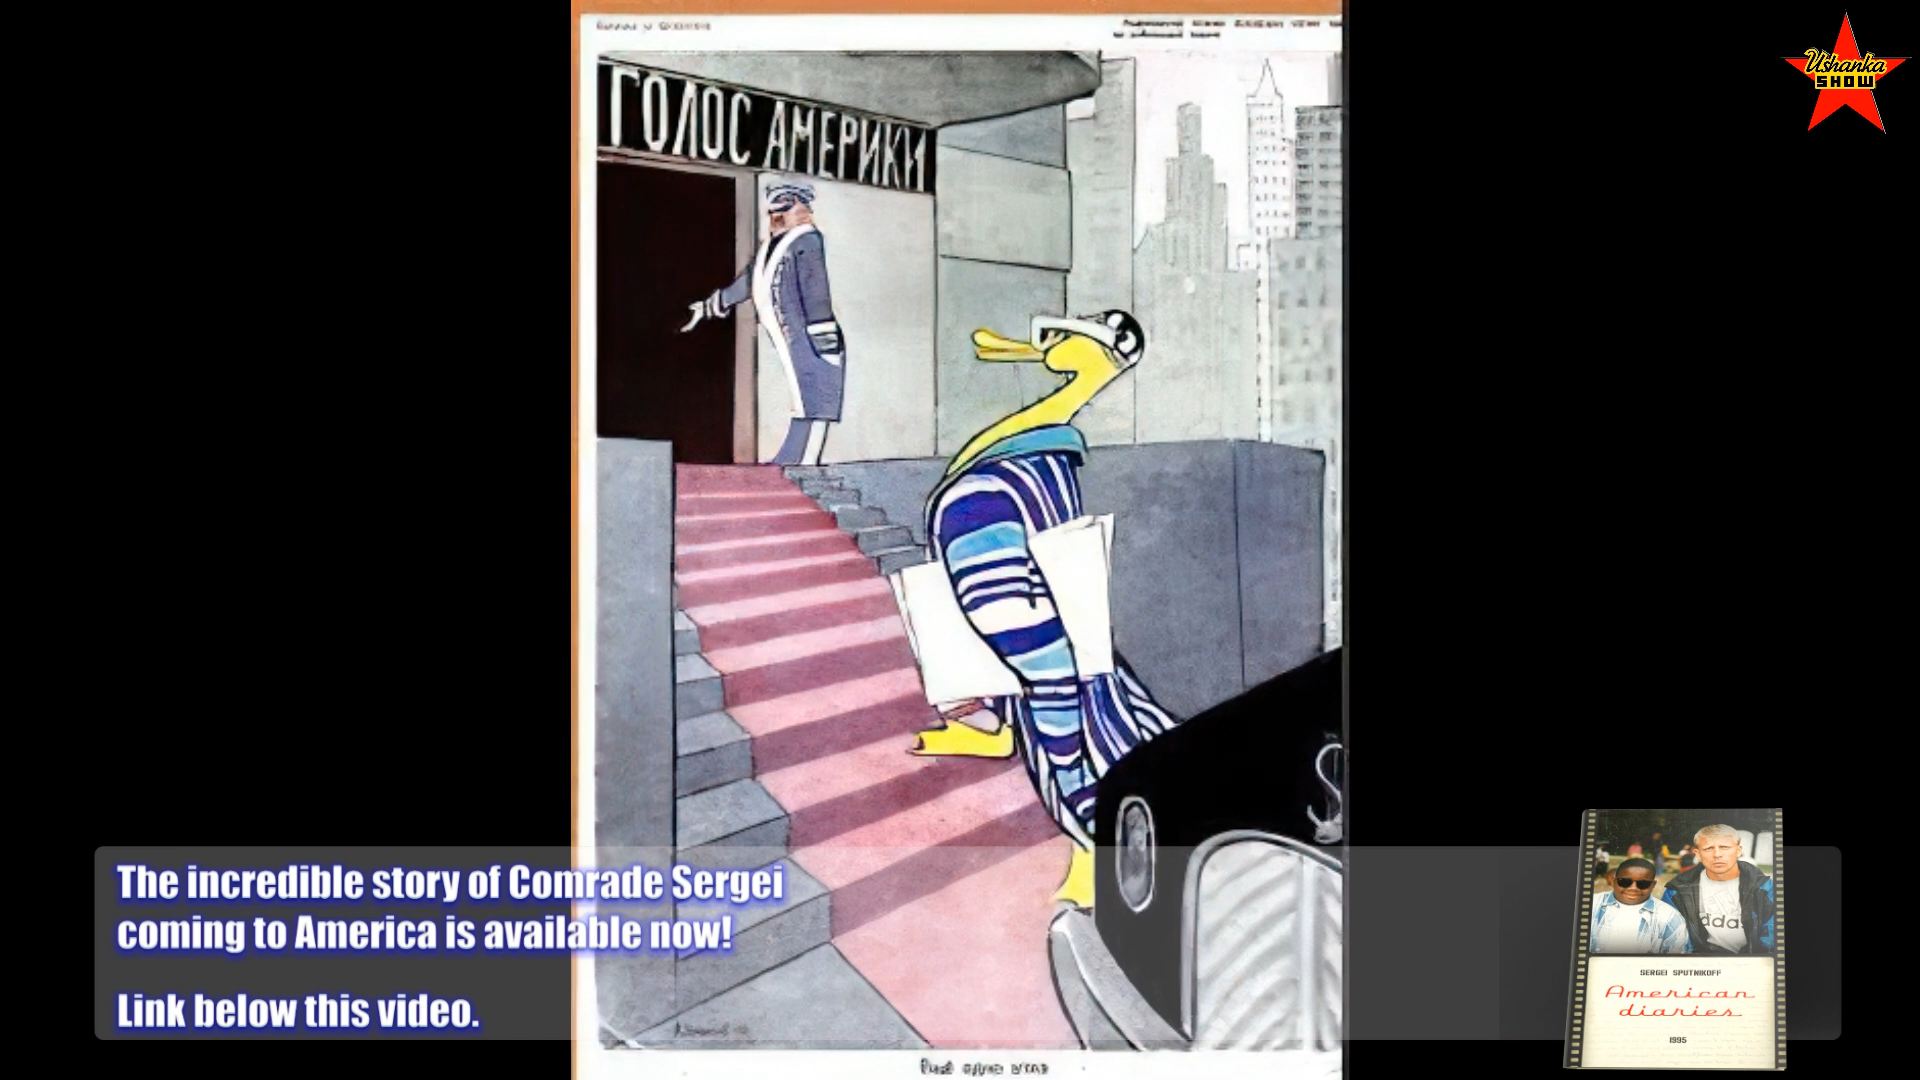 Ushanka
SHOW
ГОЛОС АМЕРИКИ
The incredible story of Comrade Sergei
coming to America is available now!
Link below this video.
adda
SERGEI SPUTNIKOFF
American
diaries
1995